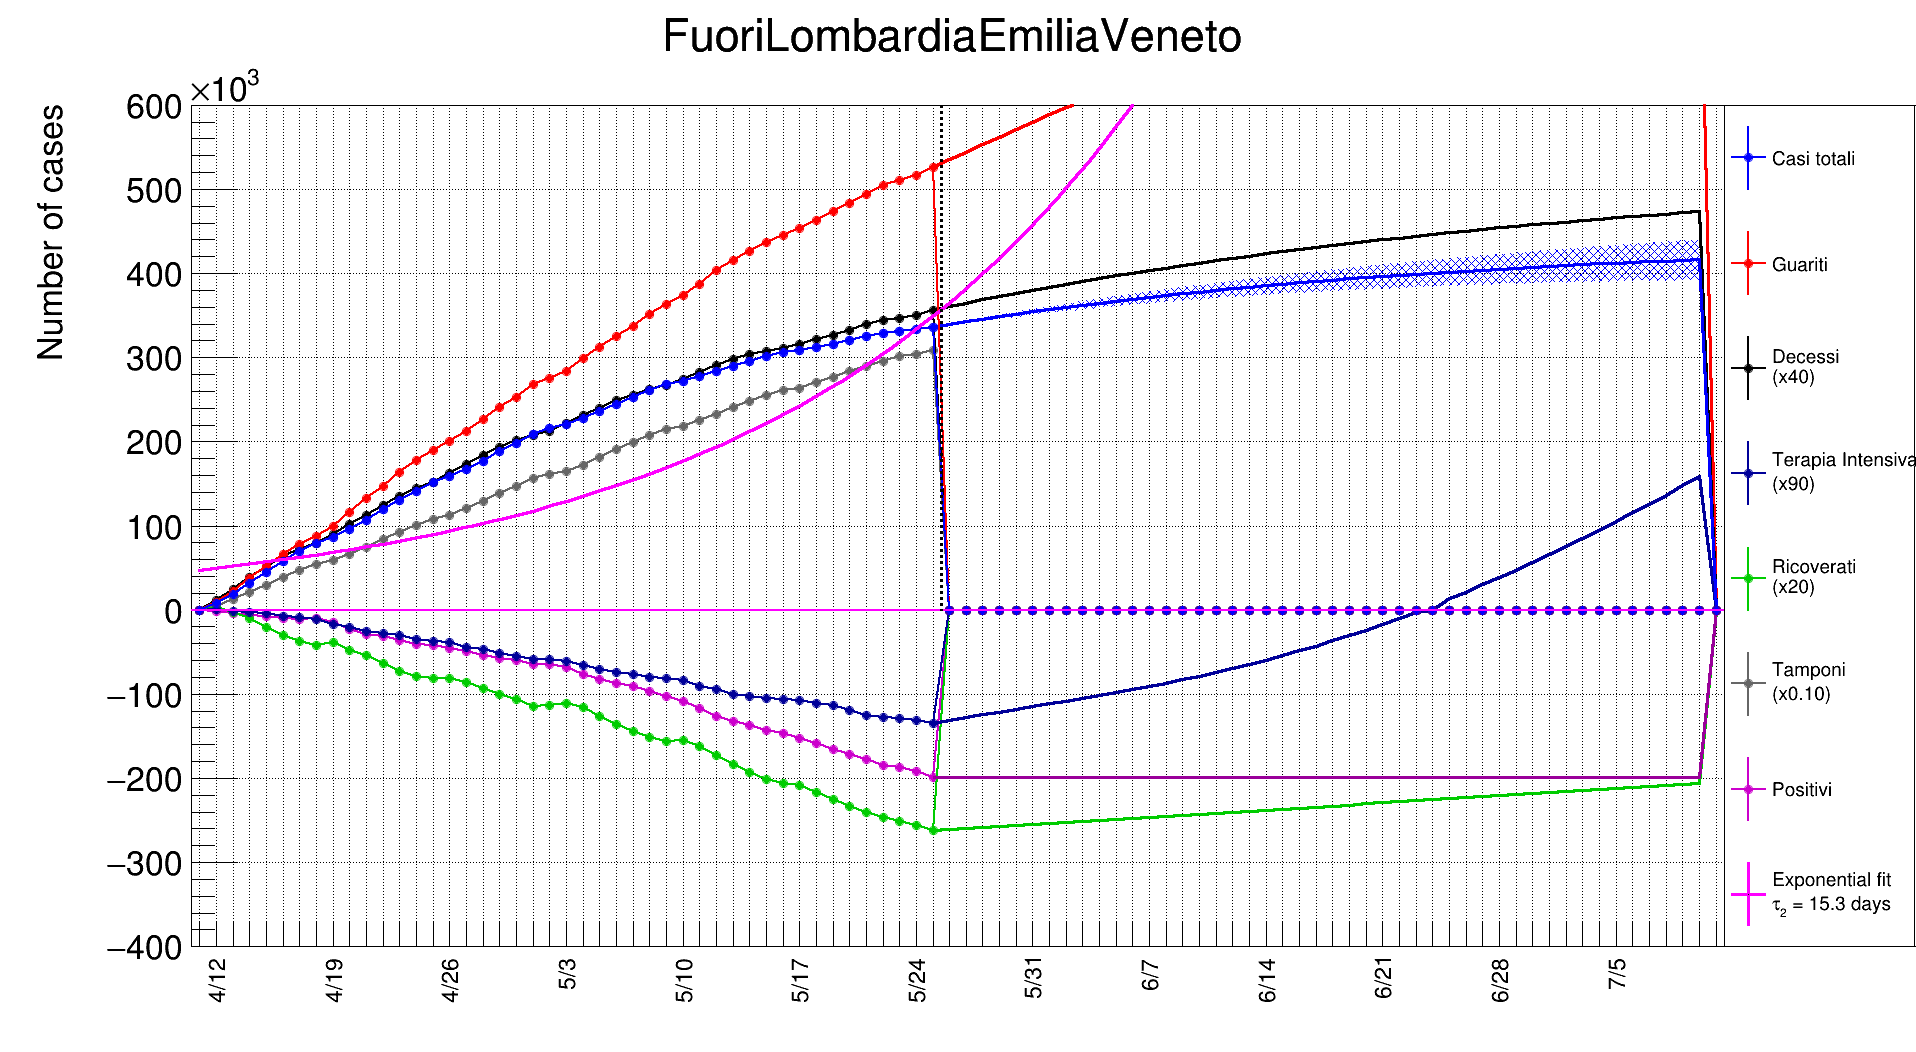 FuoriLombardiaEmiliaVeneto
×10³
Number of cases
600
500
400
300
200
100
0
−100
−200
−300
−400
4/12
4/19
4/26
5/3
5/10
5/17
5/24
5/31
6/7
6/14
6/21
6/28
7/5
Casi totali
Guariti
Decessi
(x40)
Terapia Intensiva
(x90)
Ricoverati
(x20)
Tamponi
(x0.10)
Positivi
Exponential fit
τ₂ = 15.3 days